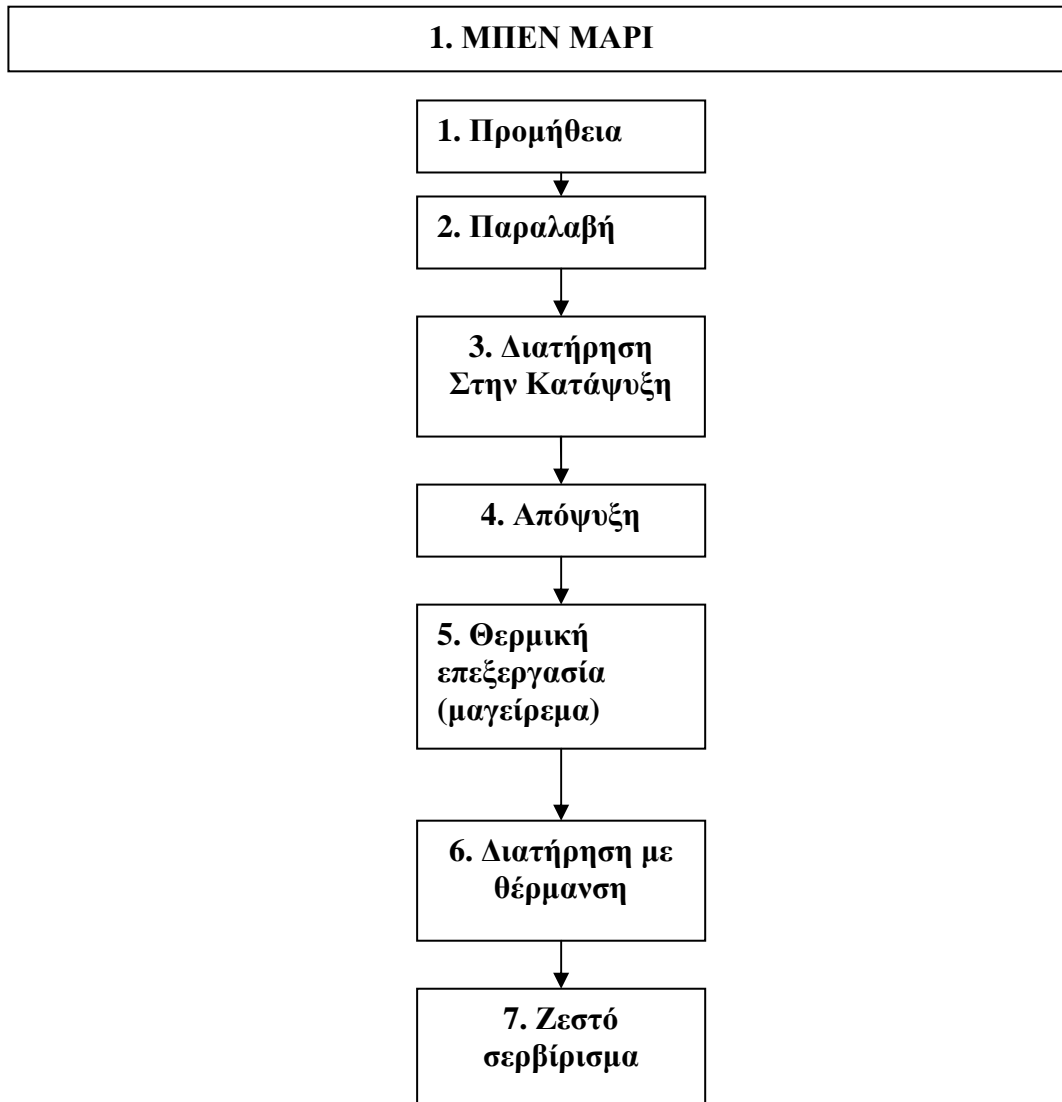 1. ΜΠΕΝ ΜΑΡΙ
1. Προμήθεια
2. Παραλαβή
3. Διατήρηση
Στην Κατάψυξη
4. Απόψυξη
5. Θερμική
επεξεργασία
(μαγείρεμα)
6. Διατήρηση με
θέρμανση
7. Ζεστό
σερβίρισμα